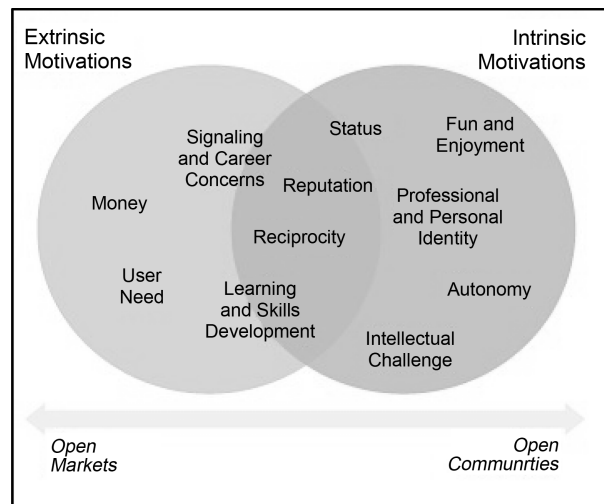 Extrinsic
Motivations
Intrinsic
Motivations
Signaling
and Career
Concerns
Status
Fun and
Enjoyment
Money
Reputation
Professional
and Personal
Identity
Reciprocity
User
Need
Learning
and Skills
Development
Autonomy
Intellectual
Challenge
Open
Markets
Open
Communrties